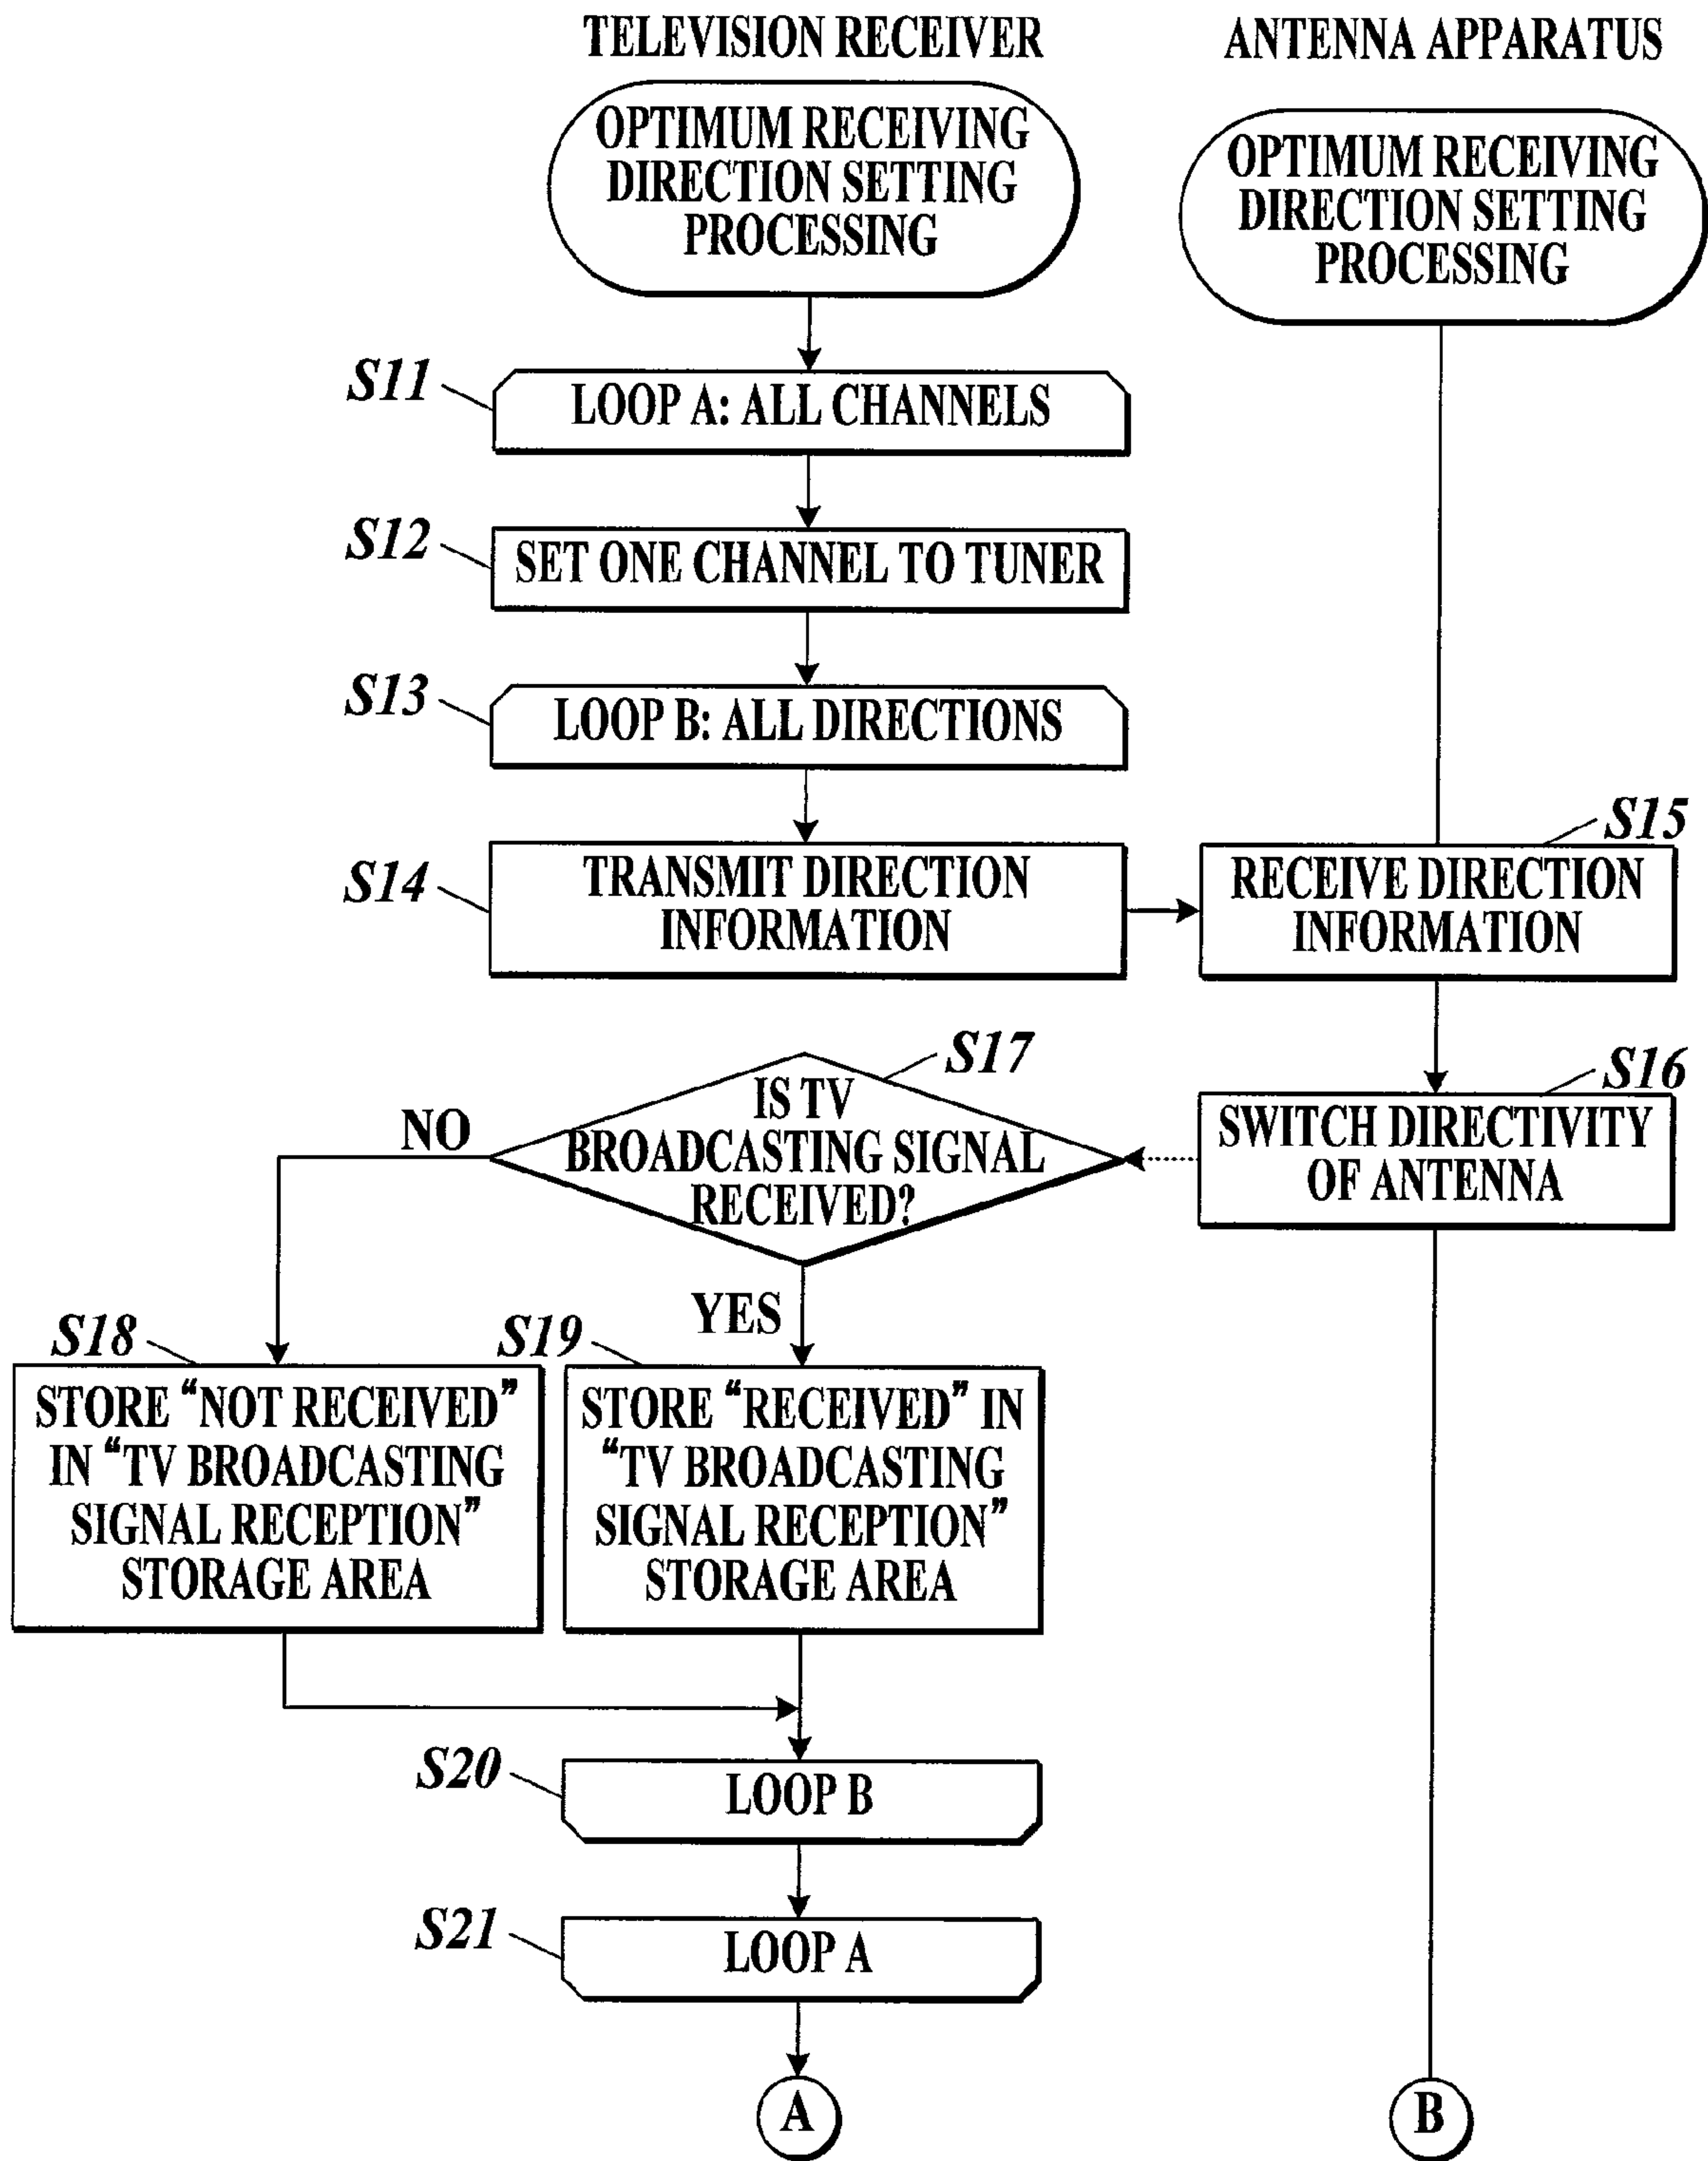 TELEVISION RECEIVER
ANTENNA APPARATUS
OPTIMUM RECEIVING
DIRECTION SETTING
PROCESSING
OPTIMUM RECEIVING
DIRECTION SETTING
PROCESSING
S11
LOOP A: ALL CHANNELS
S12
SET ONE CHANNEL TO TUNER
S13
LOOP B: ALL DIRECTIONS
S14
TRANSMIT DIRECTION
INFORMATION
S15
RECEIVE DIRECTION
INFORMATION
S17
IS TV
BROADCASTING SIGNAL
RECEIVED?
S16
SWITCH DIRECTIVITY
OF ANTENNA
NO
YES
S18
STORE “NOT RECEIVED”
IN “TV BROADCASTING
SIGNAL RECEPTION”
STORAGE AREA
S19
STORE “RECEIVED” IN
“TV BROADCASTING
SIGNAL RECEPTION”
STORAGE AREA
S20
LOOP B
S21
LOOP A
A
B